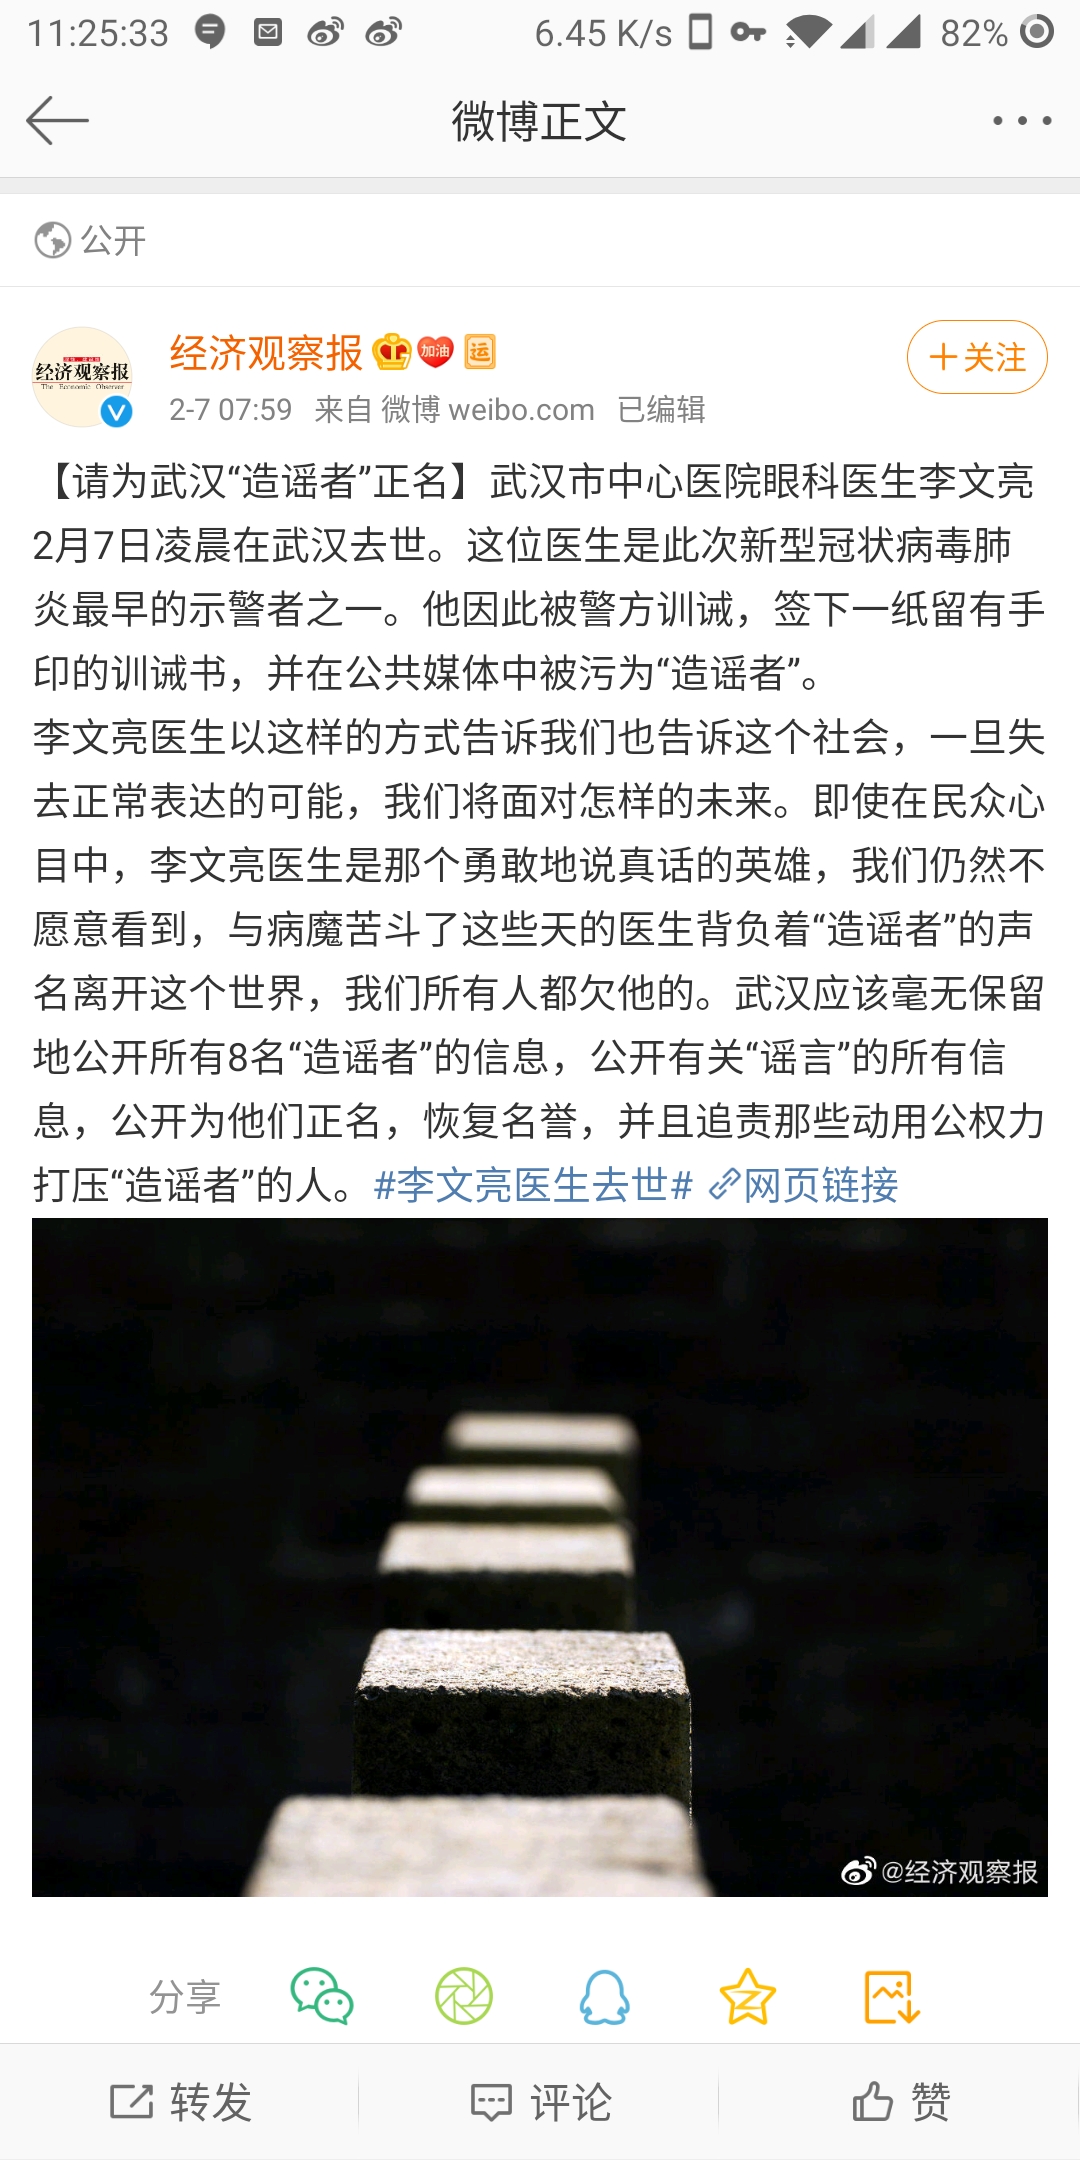 11:25:33 6.45 K/s 82%
微博正文
公开
经济观察报 加油 运
经济观察报
The Economic Observer
+关注
2-7 07:59 来自 微博 weibo.com 已编辑
【请为武汉“造谣者”正名】武汉市中心医院眼科医生李文亮
2月7日凌晨在武汉去世。这位医生是此次新型冠状病毒肺
炎最早的示警者之一。他因此被警方训诫，签下一纸留有手
印的训诫书，并在公共媒体中被污为“造谣者”。
李文亮医生以这样的方式告诉我们也告诉这个社会，一旦失
去正常表达的可能，我们将面对怎样的未来。即使在民众心
目中，李文亮医生是那个勇敢地说真话的英雄，我们仍然不
愿意看到，与病魔苦斗了这些天的医生背负着“造谣者”的声
名离开这个世界，我们所有人都欠他的。武汉应该毫无保留
地公开所有8名“造谣者”的信息，公开有关“谣言”的所有信
息，公开为他们正名，恢复名誉，并且追责那些动用公权力
打压“造谣者”的人。#李文亮医生去世# 网页链接
@经济观察报
分享
转发 评论 赞